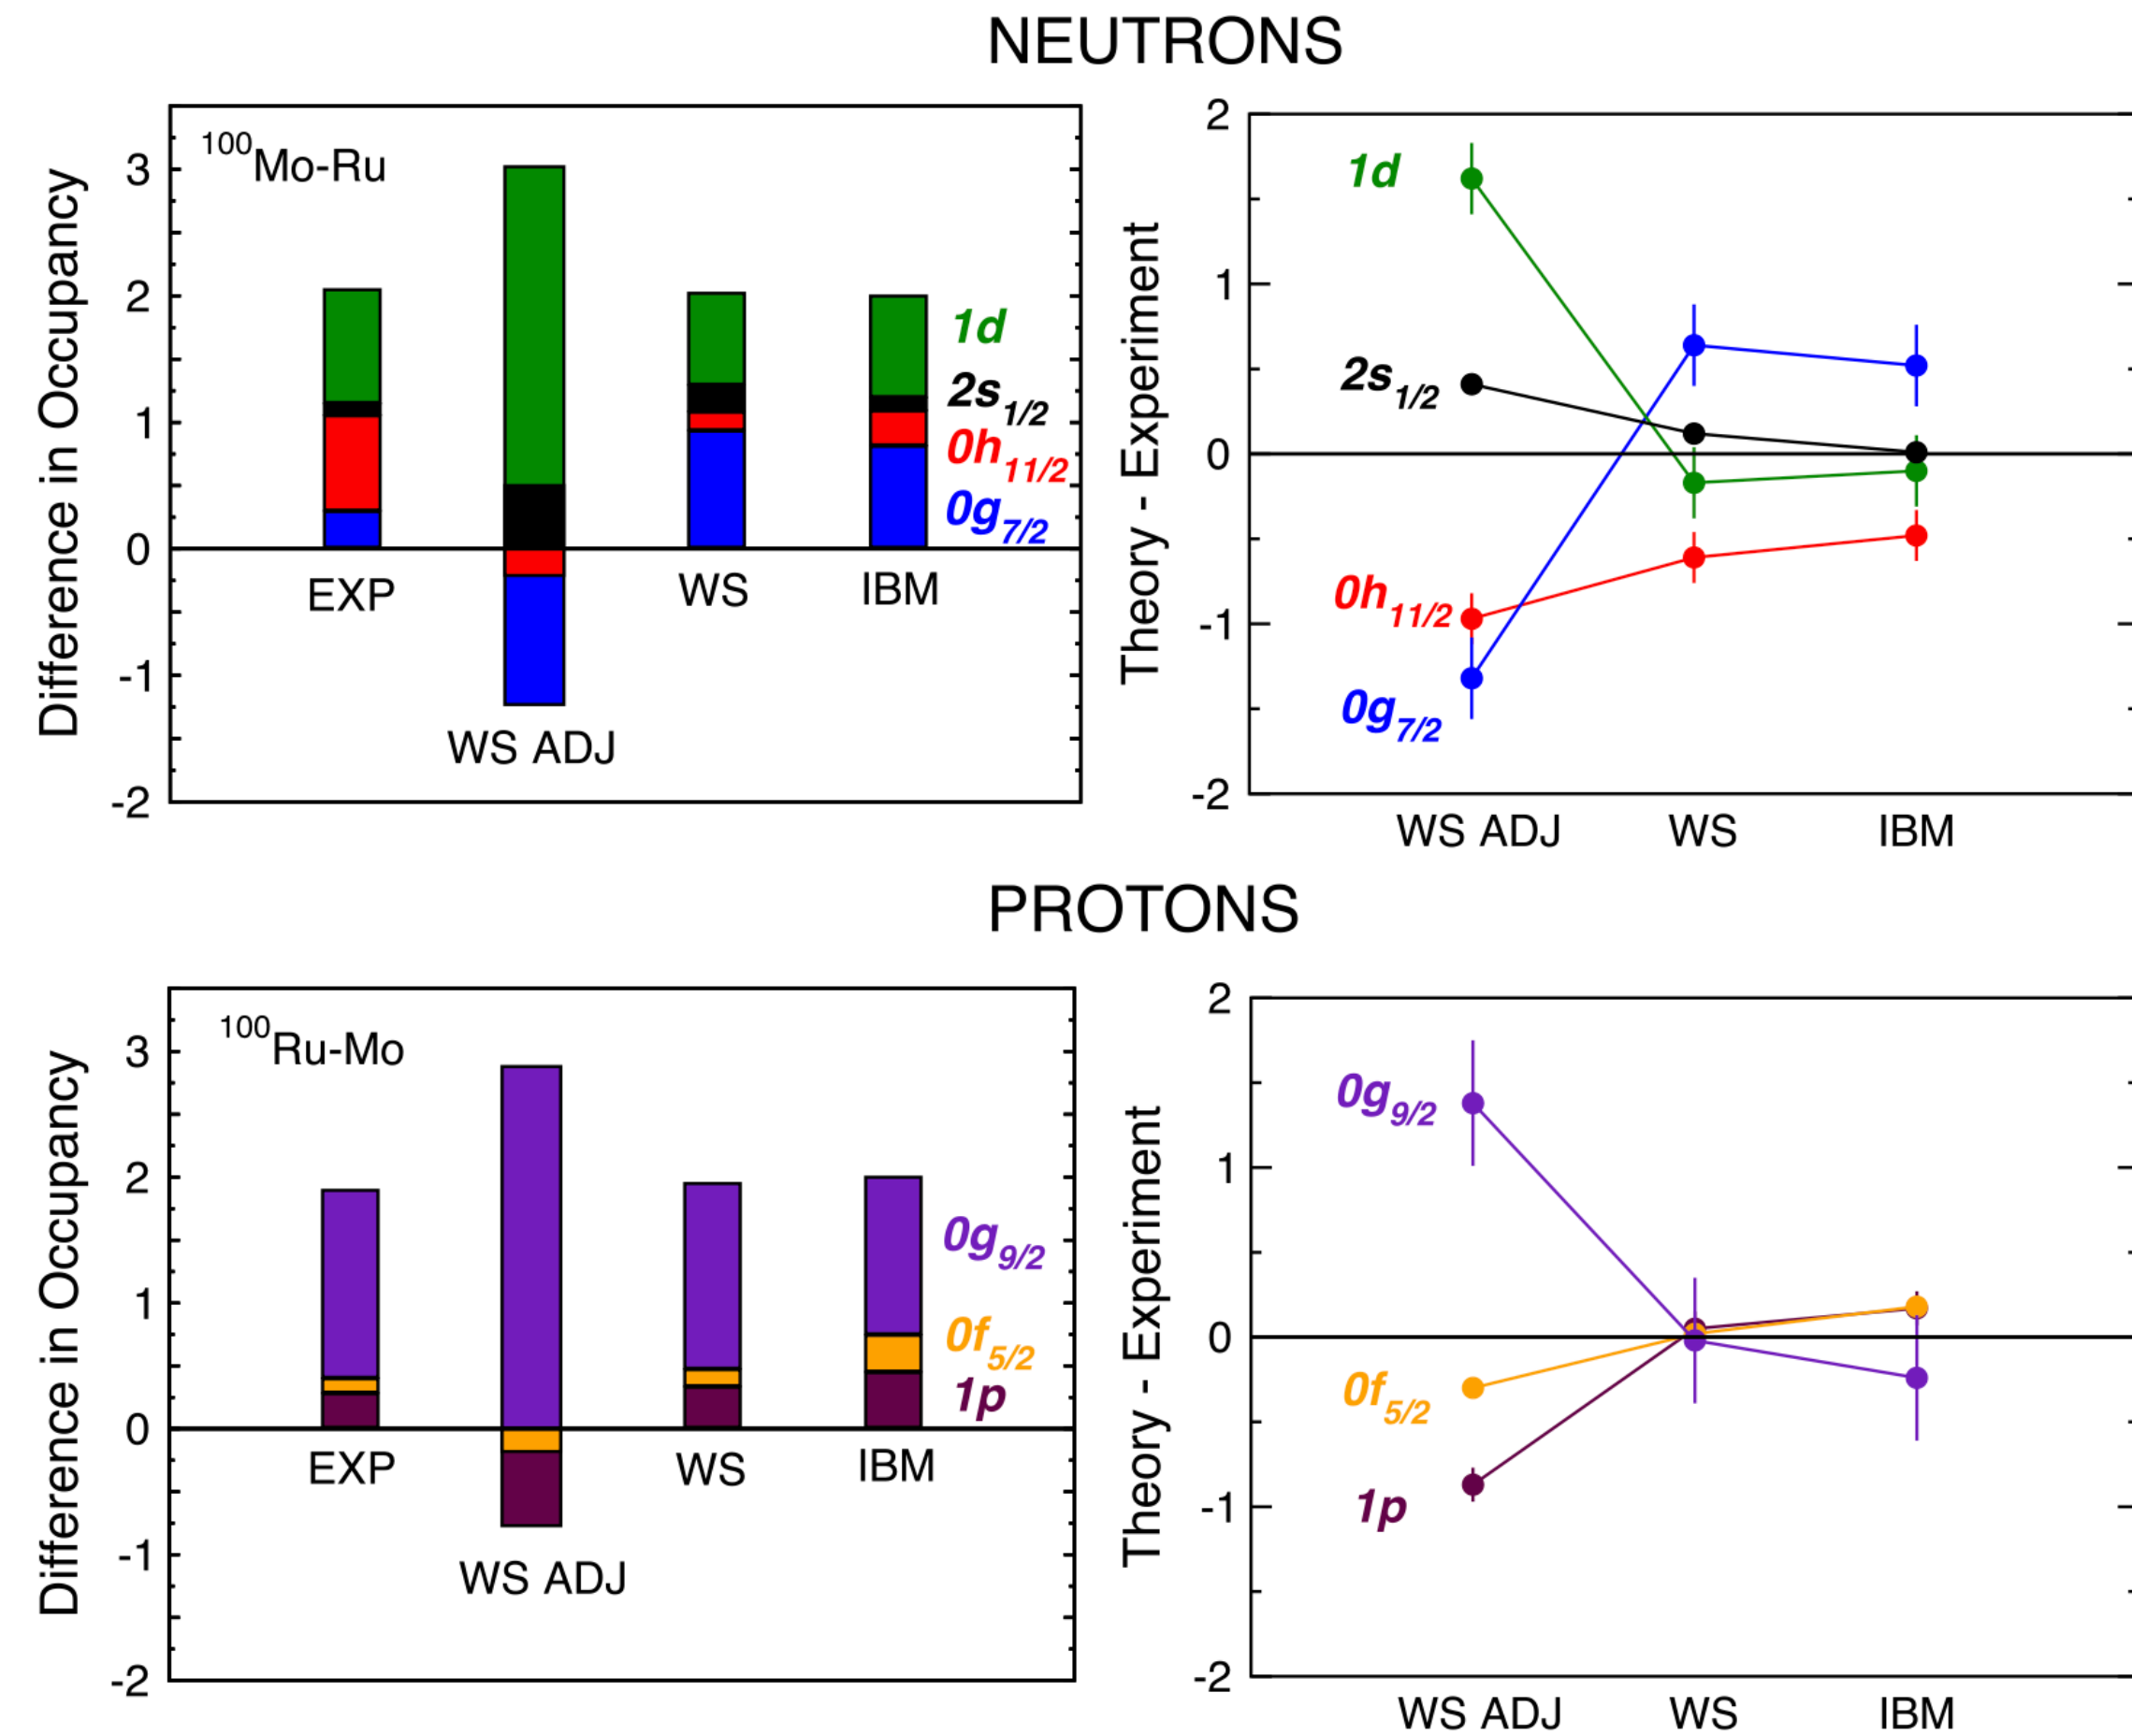 NEUTRONS
Difference in Occupancy
3
2
1
0
-1
-2
100Mo-Ru
EXP
WS ADJ
WS
IBM
1d
2s1/2
0h11/2
0g7/2
Theory - Experiment
2
1
0
-1
-2
1d
2s1/2
0h11/2
0g7/2
WS ADJ WS IBM
PROTONS
Difference in Occupancy
3
2
1
0
-1
-2
100Ru-Mo
EXP
WS ADJ
WS
IBM
0g9/2
0f5/2
1p
Theory - Experiment
2
1
0
-1
-2
0g9/2
0f5/2
1p
WS ADJ WS IBM